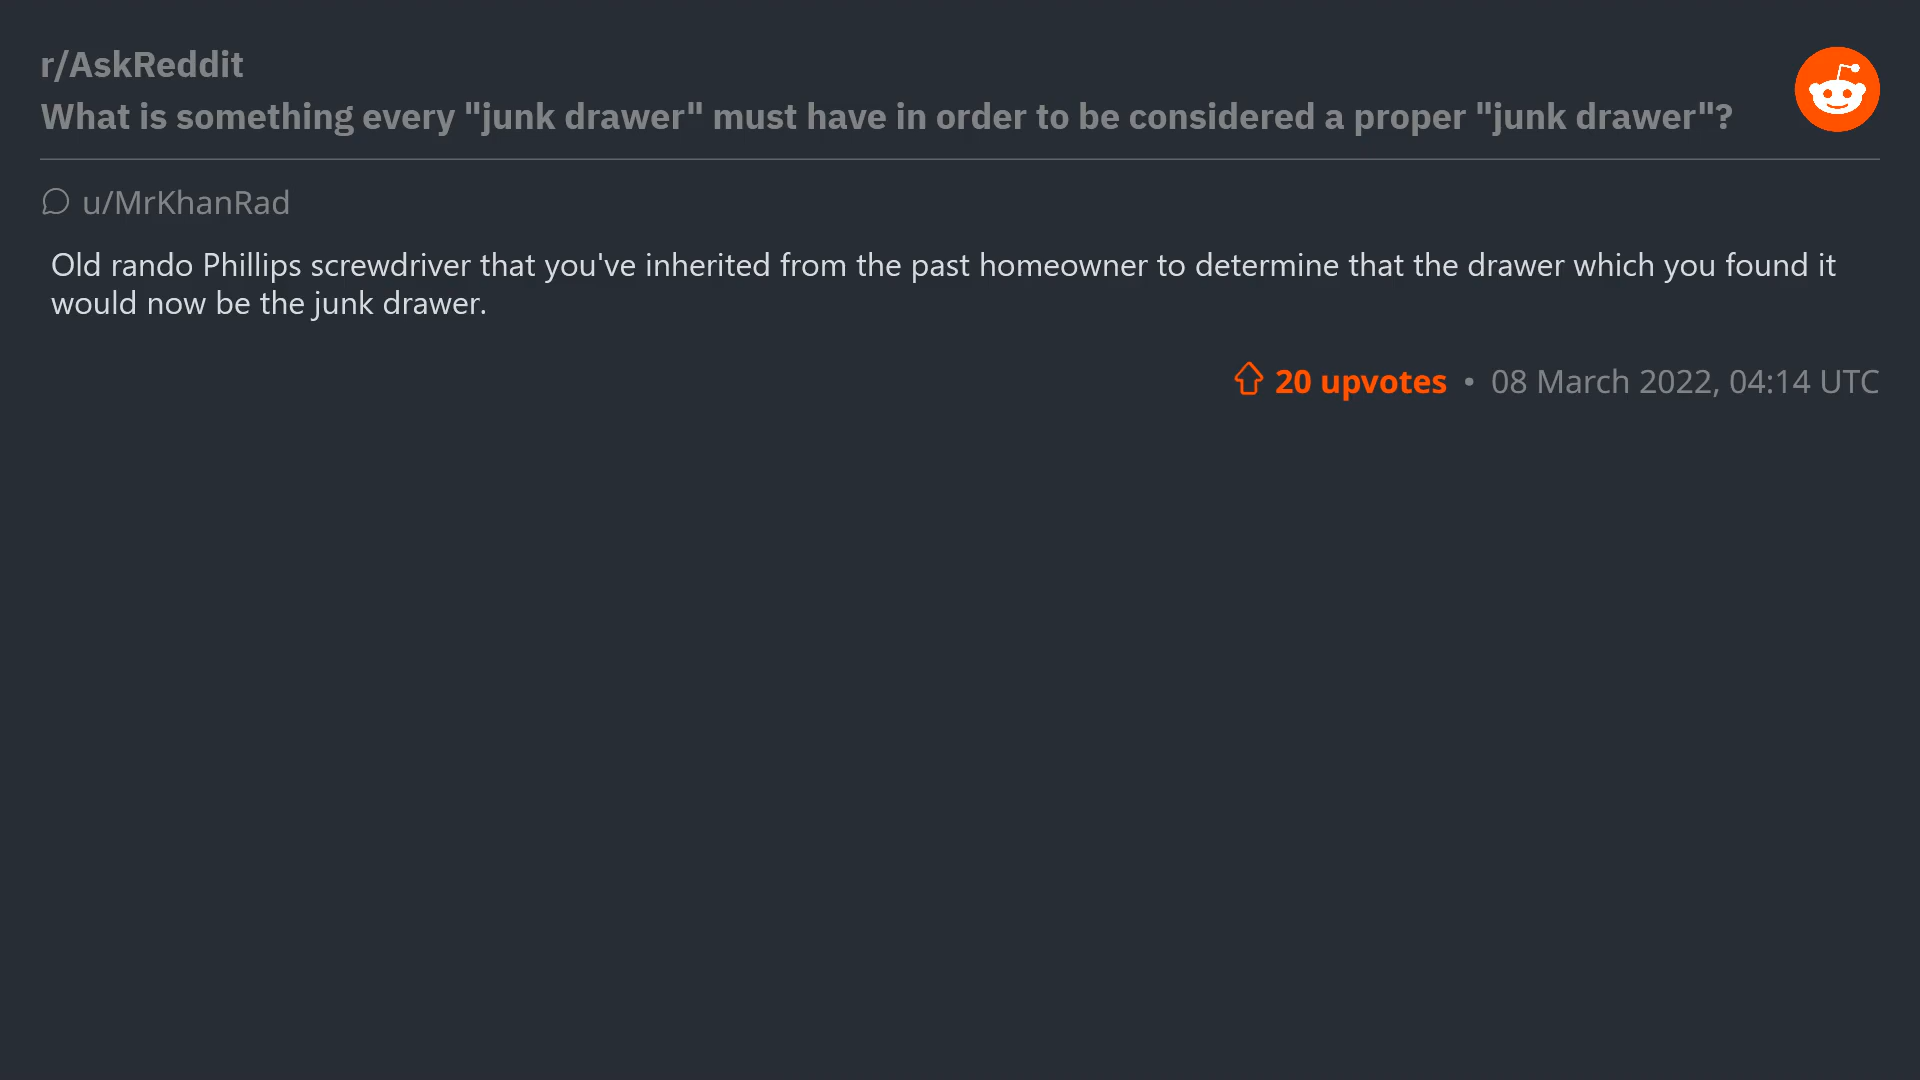 r/AskReddit
What is something every "junk drawer" must have in order to be considered a proper "junk drawer"?
u/MrKhanRad
Old rando Phillips screwdriver that you've inherited from the past homeowner to determine that the drawer which you found it
would now be the junk drawer.
20 upvotes • 08 March 2022, 04:14 UTC